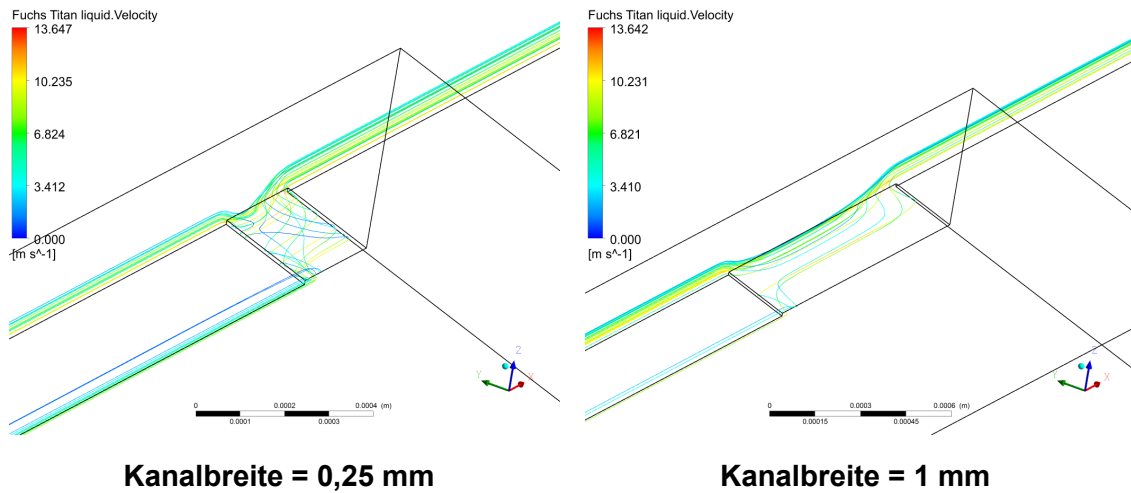 Fuchs Titan liquid.Velocity
13.647
10.235
6.824
3.412
0.000
[m s^-1]
Z
Y
X
0
0.0002
0.0004
(m)
0.0001
0.0003
Kanalbreite = 0,25 mm
Fuchs Titan liquid.Velocity
13.642
10.231
6.821
3.410
0.000
[m s^-1]
Z
Y
X
0
0.0003
0.0006
(m)
0.00015
0.00045
Kanalbreite = 1 mm